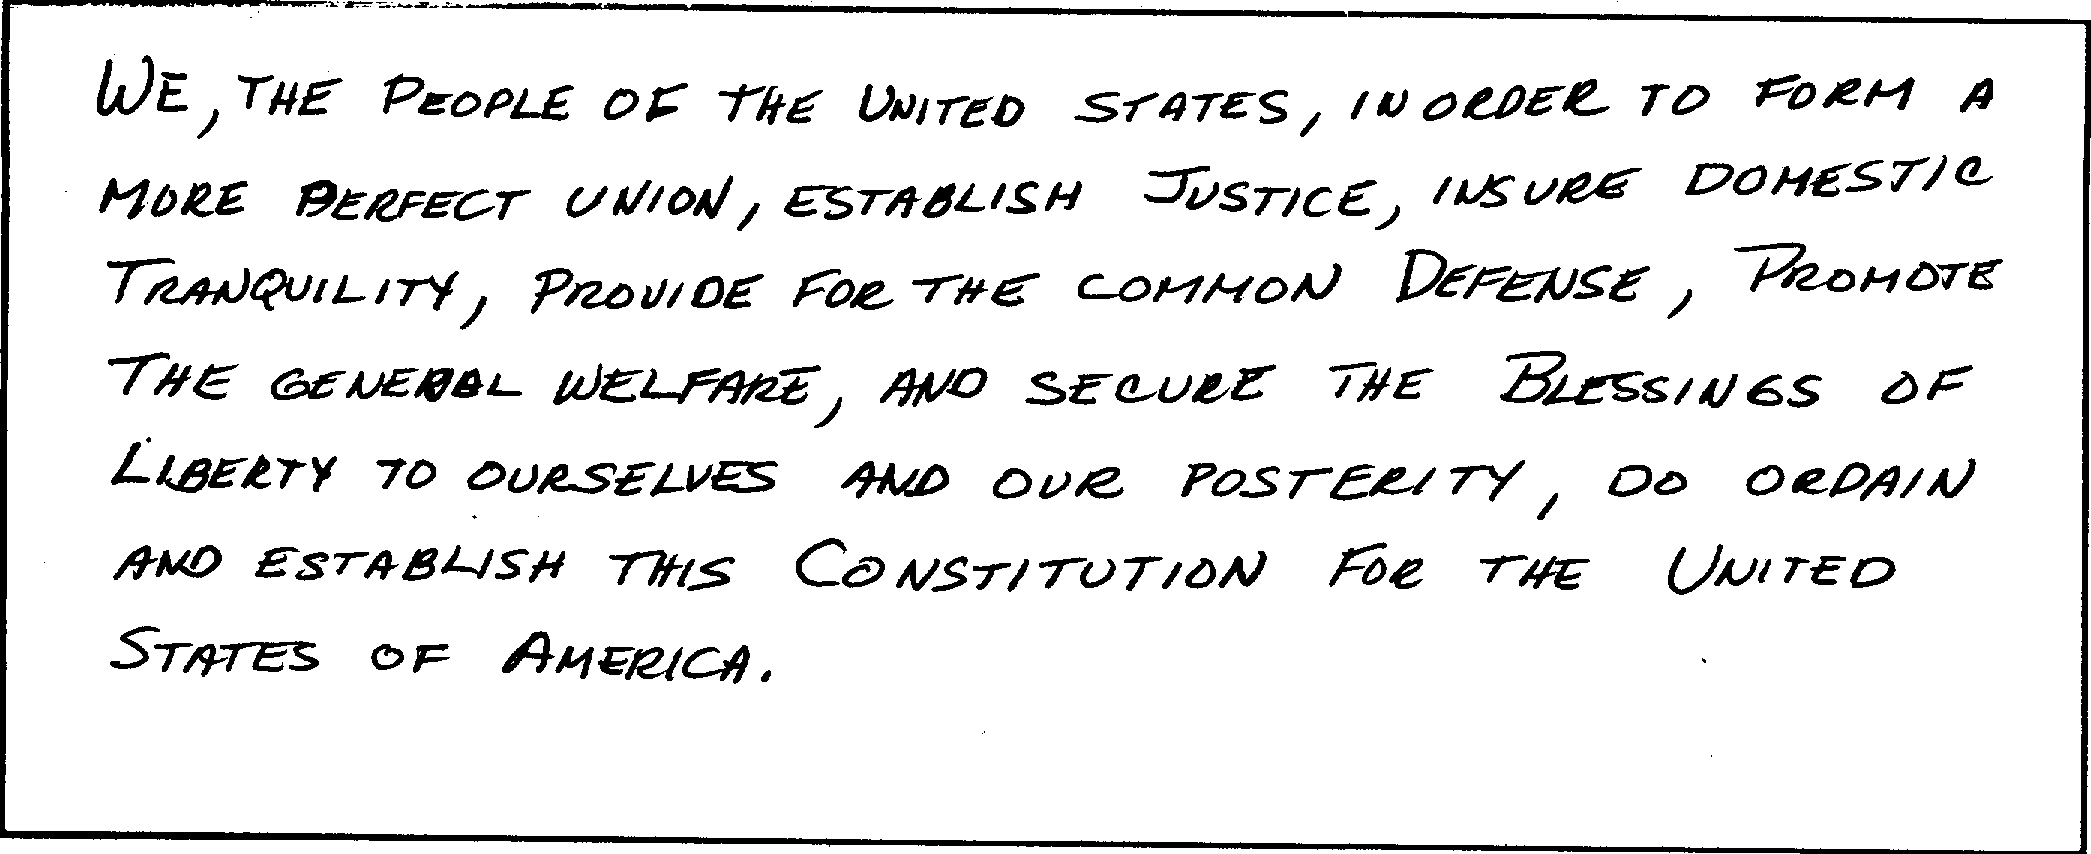 WE, THE PEOPLE OF THE UNITED STATES, IN ORDER TO FORM A
MORE PERFECT UNION, ESTABLISH JUSTICE, INSURE DOMESTIC
TRANQUILITY, PROVIDE FOR THE COMMON DEFENSE, PROMOTE
THE GENERAL WELFARE, AND SECURE THE BLESSINGS OF
LIBERTY TO OURSELVES AND OUR POSTERITY, DO ORDAIN
AND ESTABLISH THIS CONSTITUTION FOR THE UNITED
STATES OF AMERICA.